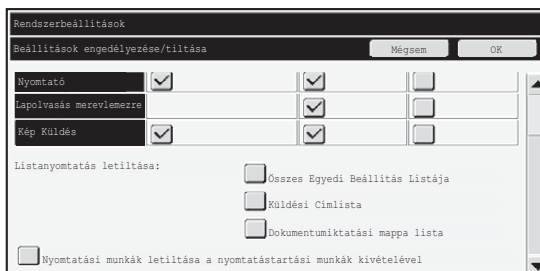 Rendszerbeállítások
Beállítások engedélyezése/tiltása Mégsem OK
Nyomtató
Lapolvasás merevlemezre
Kép Küldés
Listanyomtatás letiltása:
Összes Egyedi Beállítás Listája
Küldési Címlista
Dokumentumiktatási mappa lista
Nyomtatási munkák letiltása a nyomtatástartási munkák kivételével